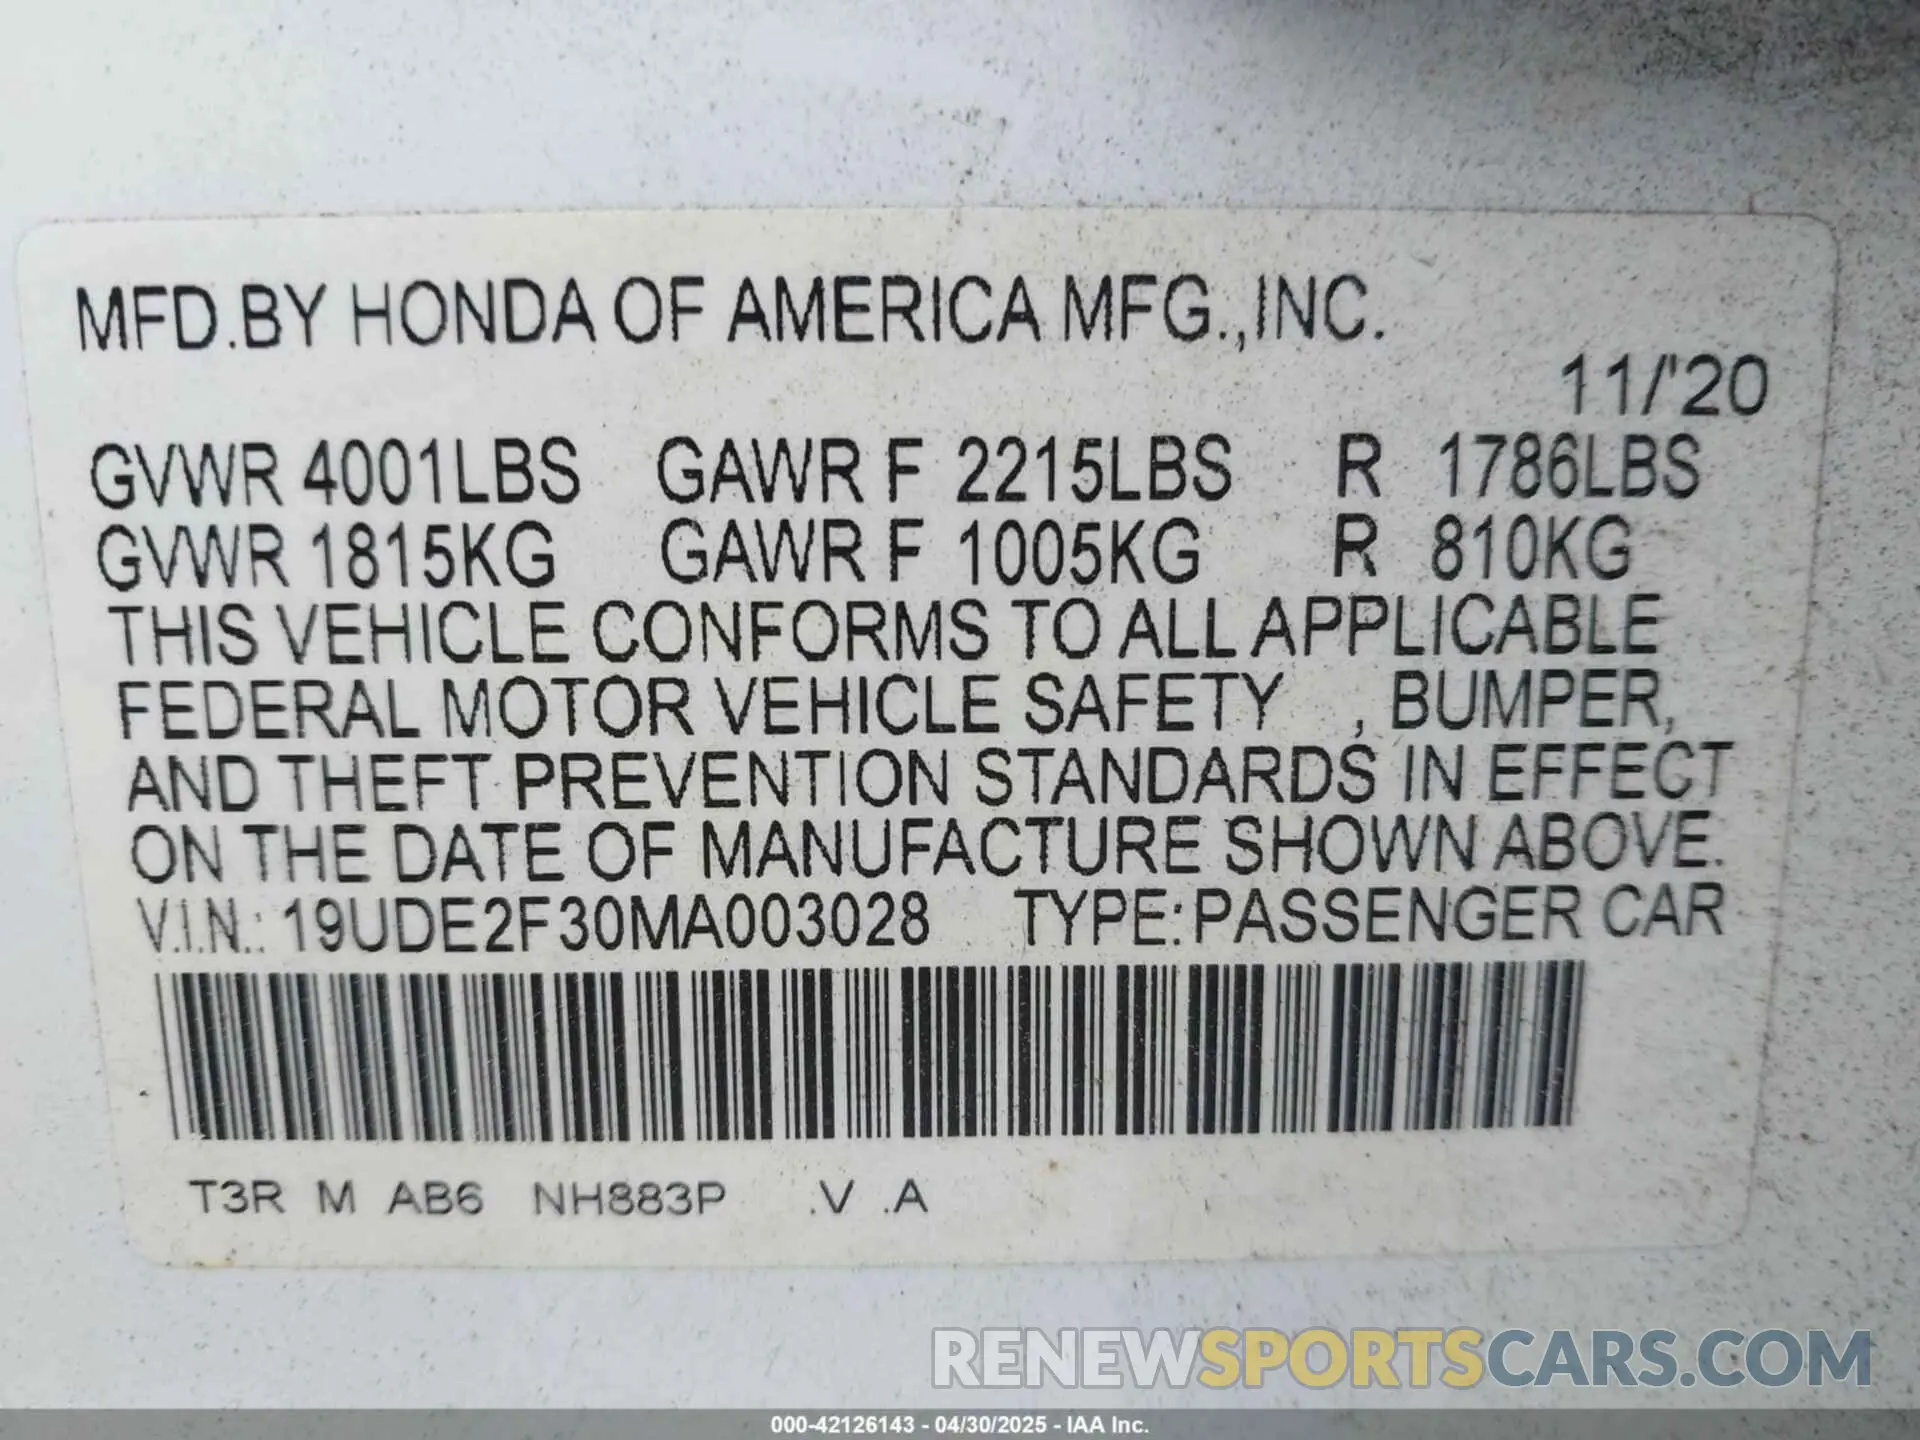 MFD.BY HONDA OF AMERICA MFG.,INC.
11/'20
GVWR 4001LBS GAWR F 2215LBS R 1786LBS
GVWR 1815KG GAWR F 1005KG R 810KG
THIS VEHICLE CONFORMS TO ALL APPLICABLE
FEDERAL MOTOR VEHICLE SAFETY , BUMPER,
AND THEFT PREVENTION STANDARDS IN EFFECT
ON THE DATE OF MANUFACTURE SHOWN ABOVE.
V.I.N.: 19UDE2F30MA003028 TYPE:PASSENGER CAR
T3R M AB6 NH883P .V .A
RENEWSPORTSCARS.COM
000-42126143 - 04/30/2025 - IAA Inc.